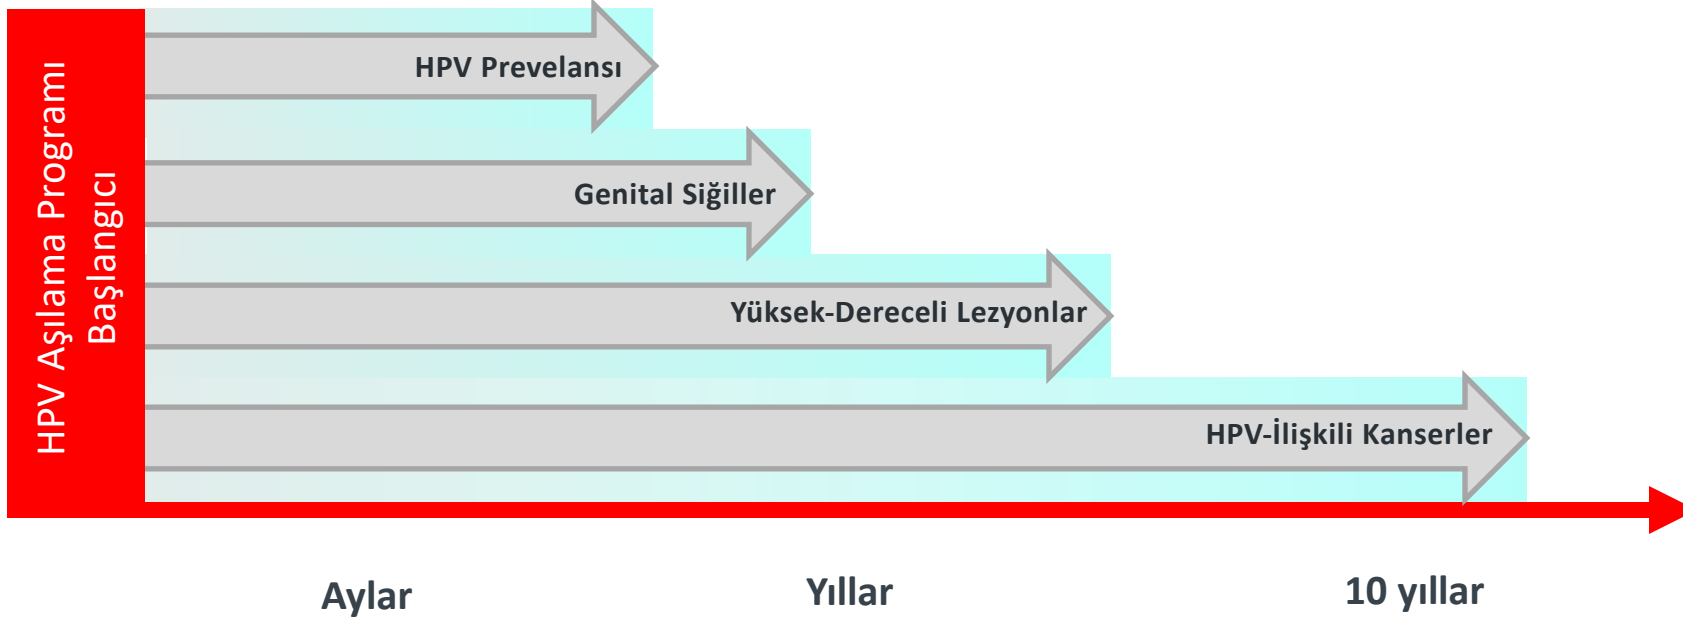 HPV Aşılama Programı
Başlangıcı
HPV Prevelansı
Genital Siğiller
Yüksek-Dereceli Lezyonlar
HPV-İlişkili Kanserler
Aylar
Yıllar
10 yıllar